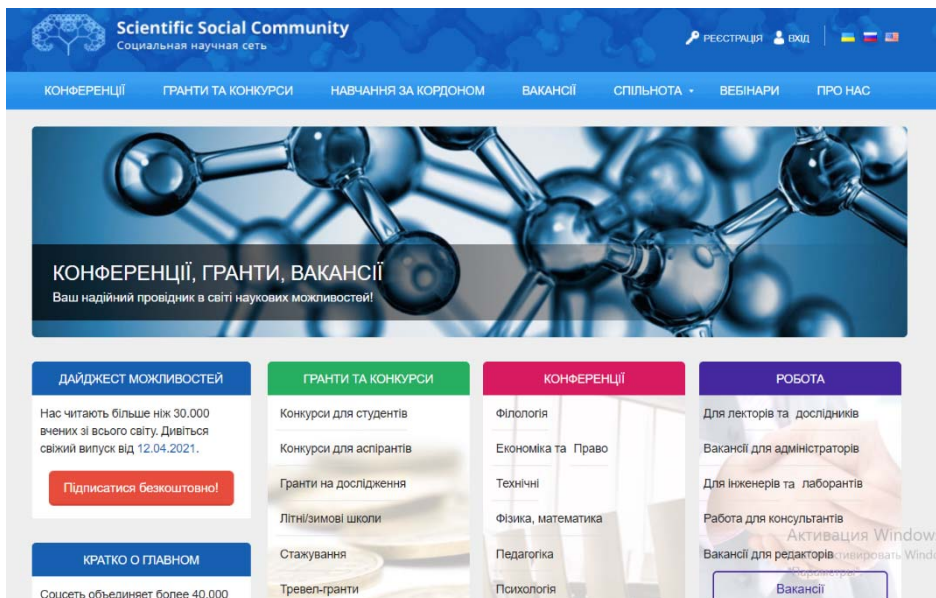 Scientific Social Community
Социальная научная сеть
РЕЄСТРАЦІЯ ВХІД
КОНФЕРЕНЦІЇ ГРАНТИ ТА КОНКУРСИ НАВЧАННЯ ЗА КОРДОНОМ ВАКАНСІЇ СПІЛЬНОТА ВЕБІНАРИ ПРО НАС
КОНФЕРЕНЦІЇ, ГРАНТИ, ВАКАНСІЇ
Ваш надійний провідник в світі наукових можливостей!
ДАЙДЖЕСТ МОЖЛИВОСТЕЙ
Нас читають більше ніж 30.000
вчених зі всього світу. Дивіться
свіжий випуск від 12.04.2021.
Підписатися безкоштовно!
КРАТКО О ГЛАВНОМ
Соцсеть объединяет более 40.000
ГРАНТИ ТА КОНКУРСИ
Конкурси для студентів
Конкурси для аспірантів
Гранти на дослідження
Літні/зимові школи
Стажування
Тревел-гранти
КОНФЕРЕНЦІЇ
Філологія
Економіка та Право
Технічні
Фізика, математика
Педагогіка
Психологія
РОБОТА
Для лекторів та дослідників
Вакансії для адміністраторів
Для інженерів та лаборантів
Работа для консультантів
Вакансії для редакторів
Вакансії
Активация Window